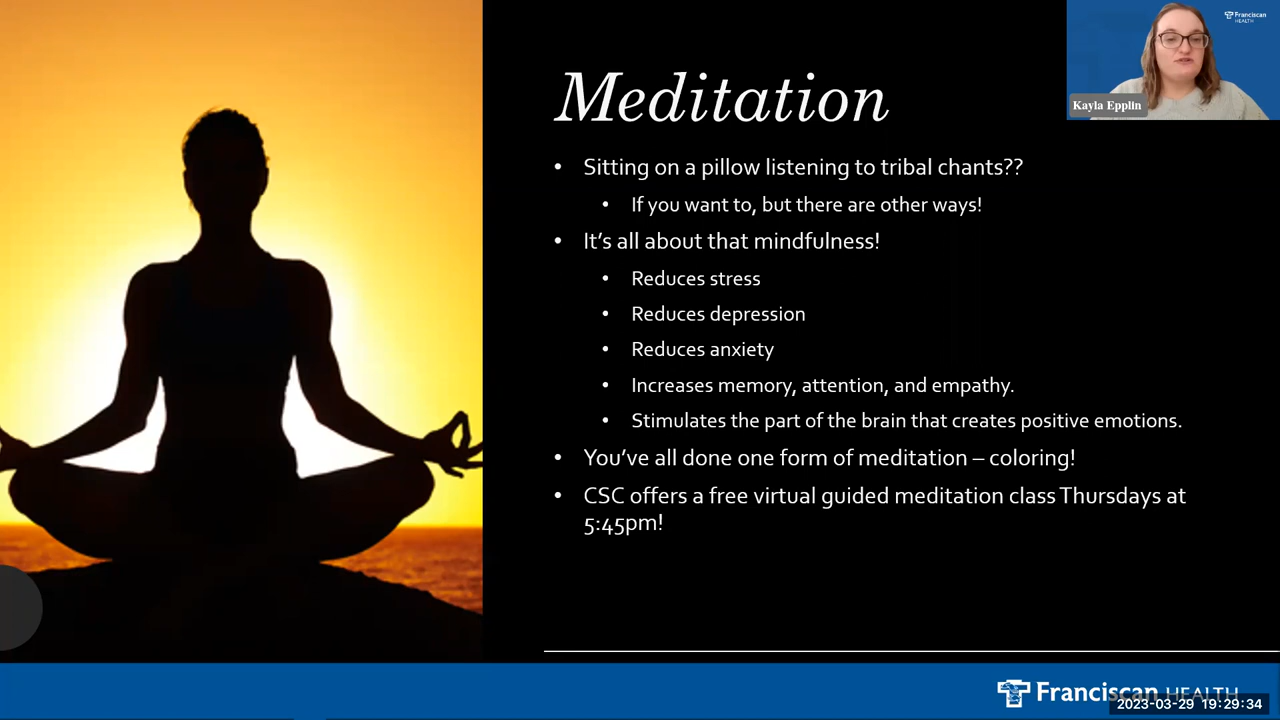 Franciscan
HEALTH
Kayla Epplin
Meditation
• Sitting on a pillow listening to tribal chants??
• If you want to, but there are other ways!
• It’s all about that mindfulness!
• Reduces stress
• Reduces depression
• Reduces anxiety
• Increases memory, attention, and empathy.
• Stimulates the part of the brain that creates positive emotions.
• You’ve all done one form of meditation – coloring!
• CSC offers a free virtual guided meditation class Thursdays at
5:45pm!
Franciscan HEALTH
2023-03-29 19:29:34